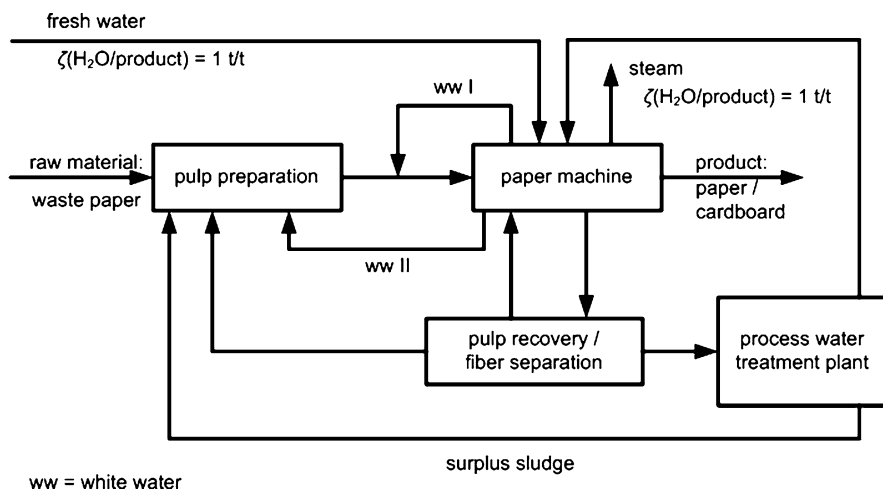 fresh water
ζ(H₂O/product) = 1 t/t
steam
ζ(H₂O/product) = 1 t/t
ww I
raw material:
waste paper
pulp preparation
paper machine
product:
paper /
cardboard
ww II
pulp recovery /
fiber separation
process water
treatment plant
surplus sludge
ww = white water